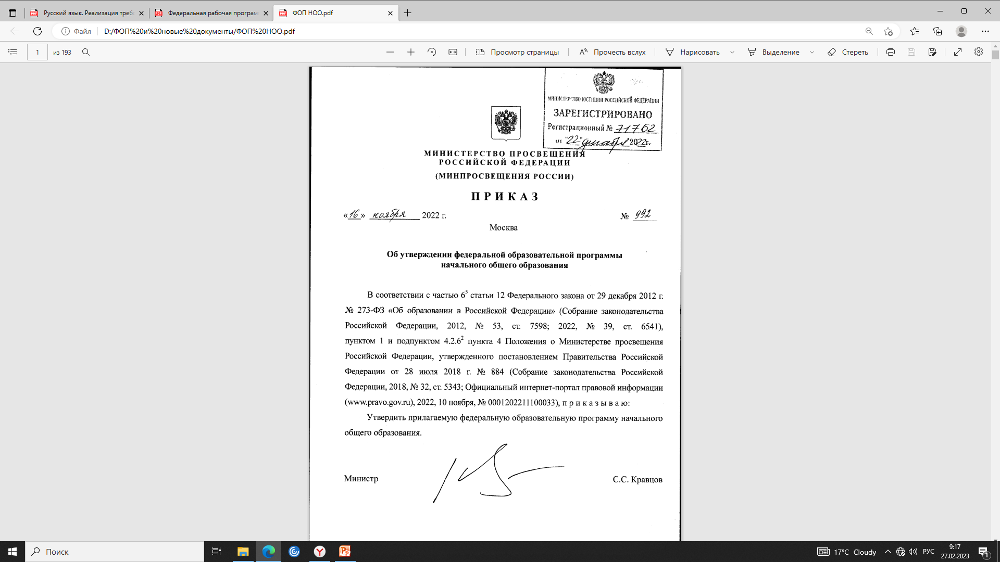 Русский язык. Реализация треб
Федеральная рабочая програм
ФОП НОО.pdf
Файл
D:/ФОП%20и%20новые%20документы/ФОП%20НОО.pdf
1 из 193
Просмотр страницы
Прочесть вслух
Нарисовать
Выделение
Стереть
МИНИСТЕРСТВО ЮСТИЦИИ РОССИЙСКОЙ ФЕДЕРАЦИИ
ЗАРЕГИСТРИРОВАНО
Регистрационный № 71762
от "22" декабря 2022г.
МИНИСТЕРСТВО ПРОСВЕЩЕНИЯ
РОССИЙСКОЙ ФЕДЕРАЦИИ
(МИНПРОСВЕЩЕНИЯ РОССИИ)
ПРИКАЗ
«16» ноября 2022 г.
№ 992
Москва
Об утверждении федеральной образовательной программы
начального общего образования
В соответствии с частью 6⁵ статьи 12 Федерального закона от 29 декабря 2012 г.
№ 273-ФЗ «Об образовании в Российской Федерации» (Собрание законодательства
Российской Федерации, 2012, № 53, ст. 7598; 2022, № 39, ст. 6541),
пунктом 1 и подпунктом 4.2.6² пункта 4 Положения о Министерстве просвещения
Российской Федерации, утвержденного постановлением Правительства Российской
Федерации от 28 июля 2018 г. № 884 (Собрание законодательства Российской
Федерации, 2018, № 32, ст. 5343; Официальный интернет-портал правовой информации
(www.pravo.gov.ru), 2022, 10 ноября, № 0001202211100033), п р и к а з ы в а ю:
Утвердить прилагаемую федеральную образовательную программу начального
общего образования.
Министр
С.С. Кравцов
Поиск
17°C Cloudy
РУС
9:17
27.02.2023
1